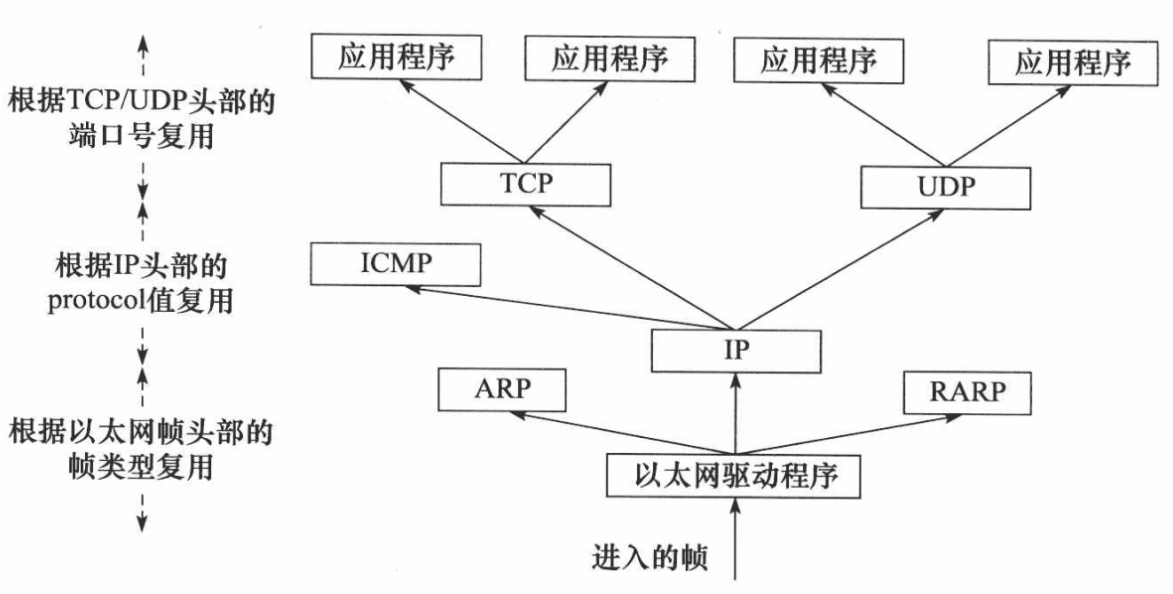 应用程序
应用程序
应用程序
应用程序
根据TCP/UDP头部的
端口号复用
TCP
UDP
根据IP头部的
protocol值复用
ICMP
IP
ARP
RARP
根据以太网帧头部的
帧类型复用
以太网驱动程序
进入的帧